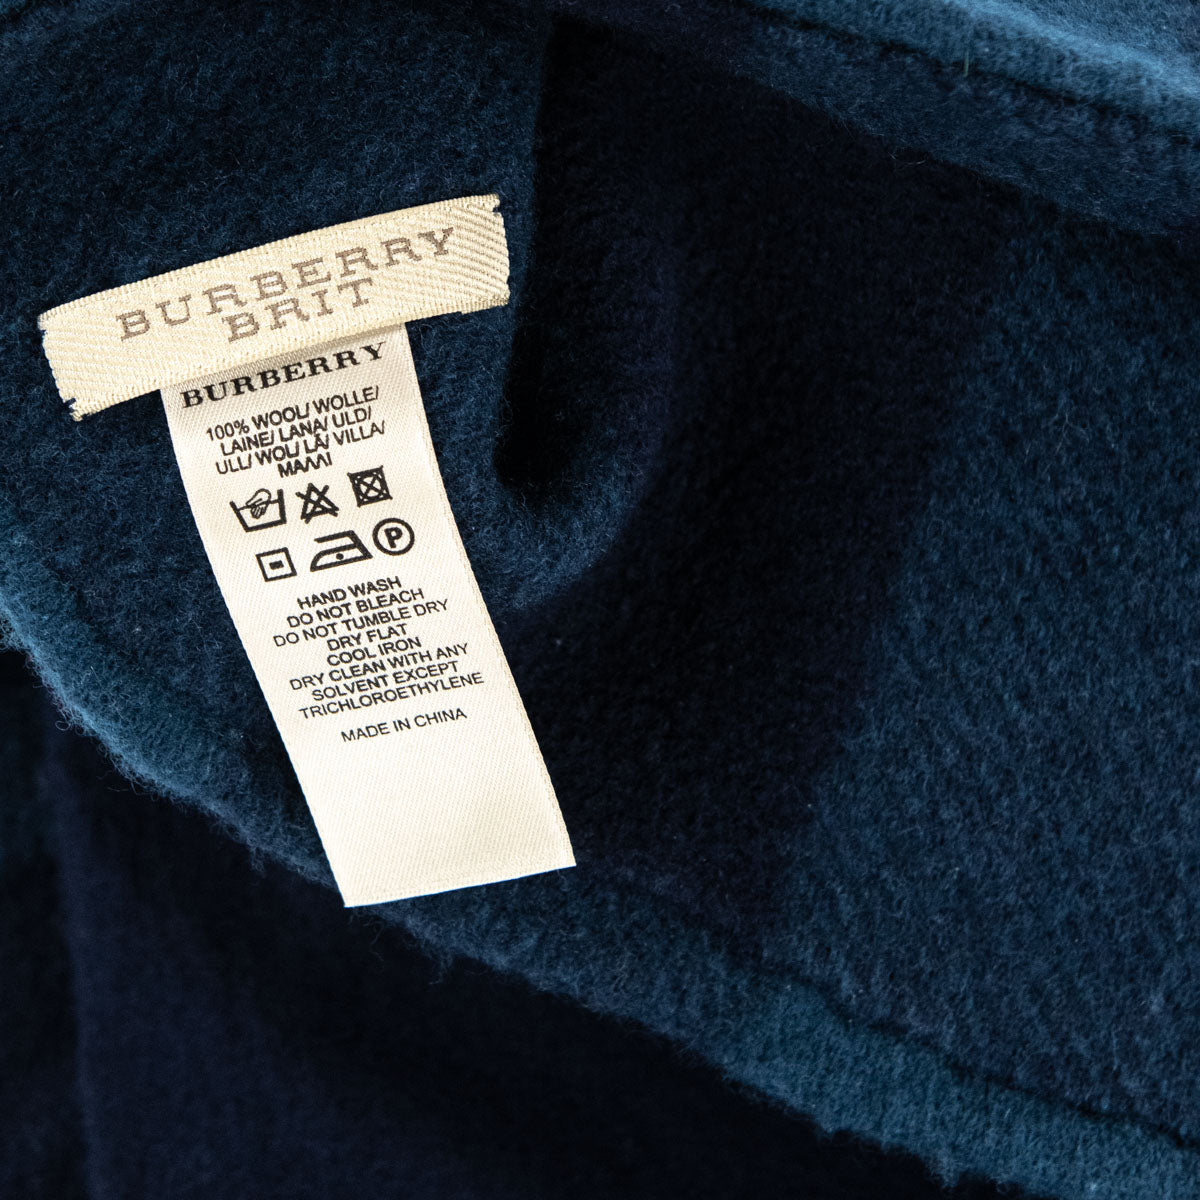 BURBERRY
BRIT
BURBERRY
100% WOOL/ WOLLE/
LAINE/ LANA/ ULD/
ULL/ WOL/ LÃ/ VILLA/
ΜΑΛΛΙ
P
HAND WASH
DO NOT BLEACH
DO NOT TUMBLE DRY
DRY FLAT
COOL IRON
DRY CLEAN WITH ANY
SOLVENT EXCEPT
TRICHLOROETHYLENE
MADE IN CHINA